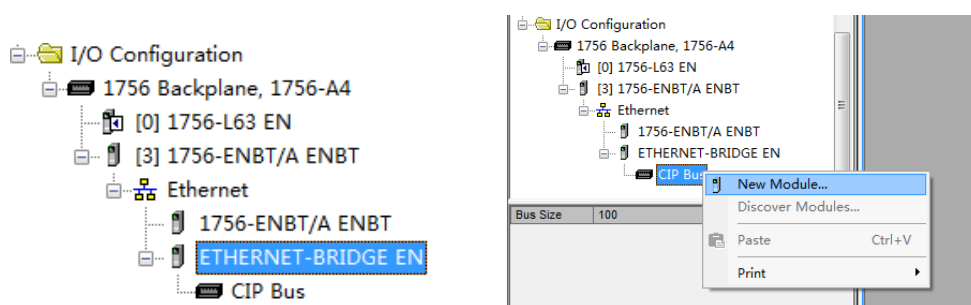 I/O Configuration
1756 Backplane, 1756-A4
[0] 1756-L63 EN
[3] 1756-ENBT/A ENBT
Ethernet
1756-ENBT/A ENBT
ETHERNET-BRIDGE EN
CIP Bus
I/O Configuration
1756 Backplane, 1756-A4
[0] 1756-L63 EN
[3] 1756-ENBT/A ENBT
Ethernet
1756-ENBT/A ENBT
ETHERNET-BRIDGE EN
CIP Bus
New Module...
Discover Modules...
Paste Ctrl+V
Print
Bus Size 100